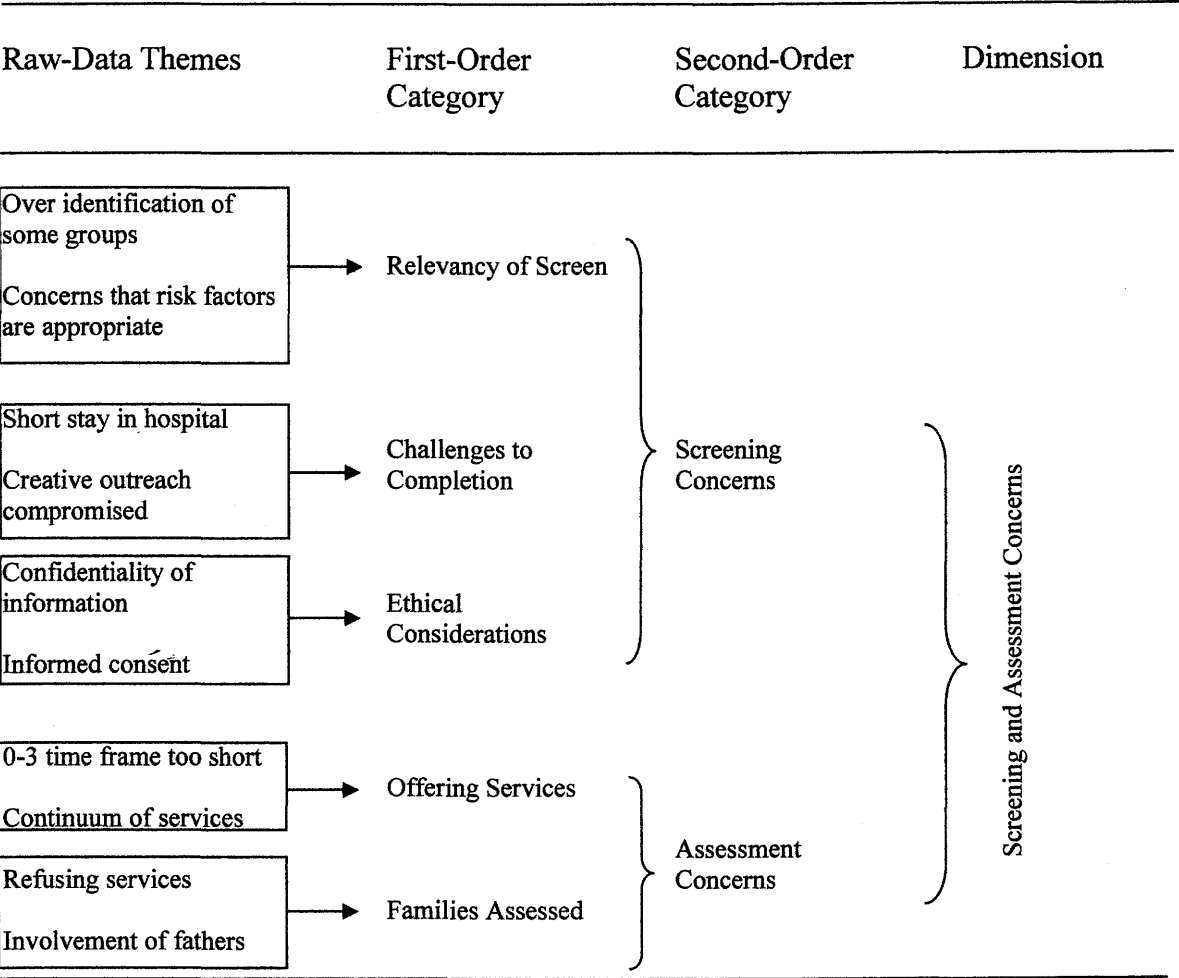 Raw-Data Themes
First-Order
Category
Second-Order
Category
Dimension
Over identification of
some groups
Concerns that risk factors
are appropriate
Relevancy of Screen
Short stay in hospital
Creative outreach
compromised
Challenges to
Completion
Screening
Concerns
Confidentiality of
information
Informed consent
Ethical
Considerations
Screening and Assessment Concerns
0-3 time frame too short
Continuum of services
Offering Services
Assessment
Concerns
Refusing services
Involvement of fathers
Families Assessed